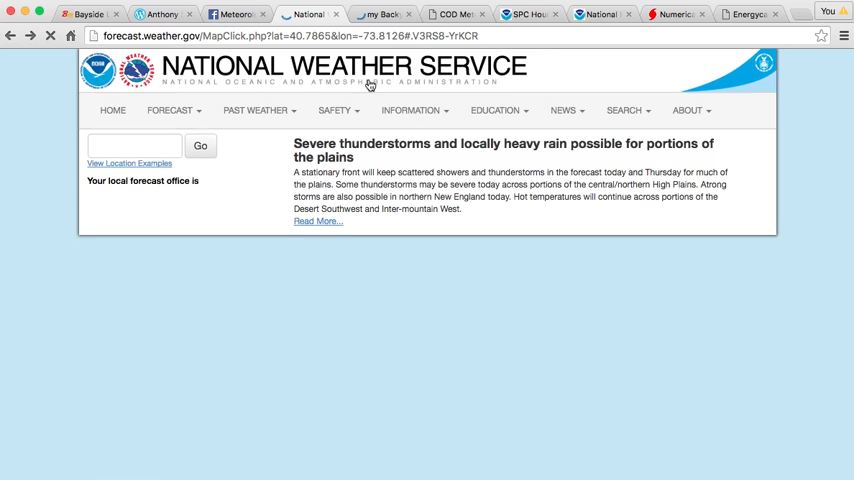 Bayside
Anthony
Meteorol
National
my Back
COD Met
SPC Hou
National
Numerica
Energyca
You
forecast.weather.gov/MapClick.php?lat=40.7865&lon=-73.8126#.V3RS8-YrKCR
NATIONAL WEATHER SERVICE
NATIONAL OCEANIC AND ATMOSPHERIC ADMINISTRATION
HOME FORECAST PAST WEATHER SAFETY INFORMATION EDUCATION NEWS SEARCH ABOUT
Go
View Location Examples
Your local forecast office is
Severe thunderstorms and locally heavy rain possible for portions of
the plains
A stationary front will keep scattered showers and thunderstorms in the forecast today and Thursday for much of
the plains. Some thunderstorms may be severe today across portions of the central/northern High Plains. Atrong
storms are also possible in northern New England today. Hot temperatures will continue across portions of the
Desert Southwest and Inter-mountain West.
Read More...